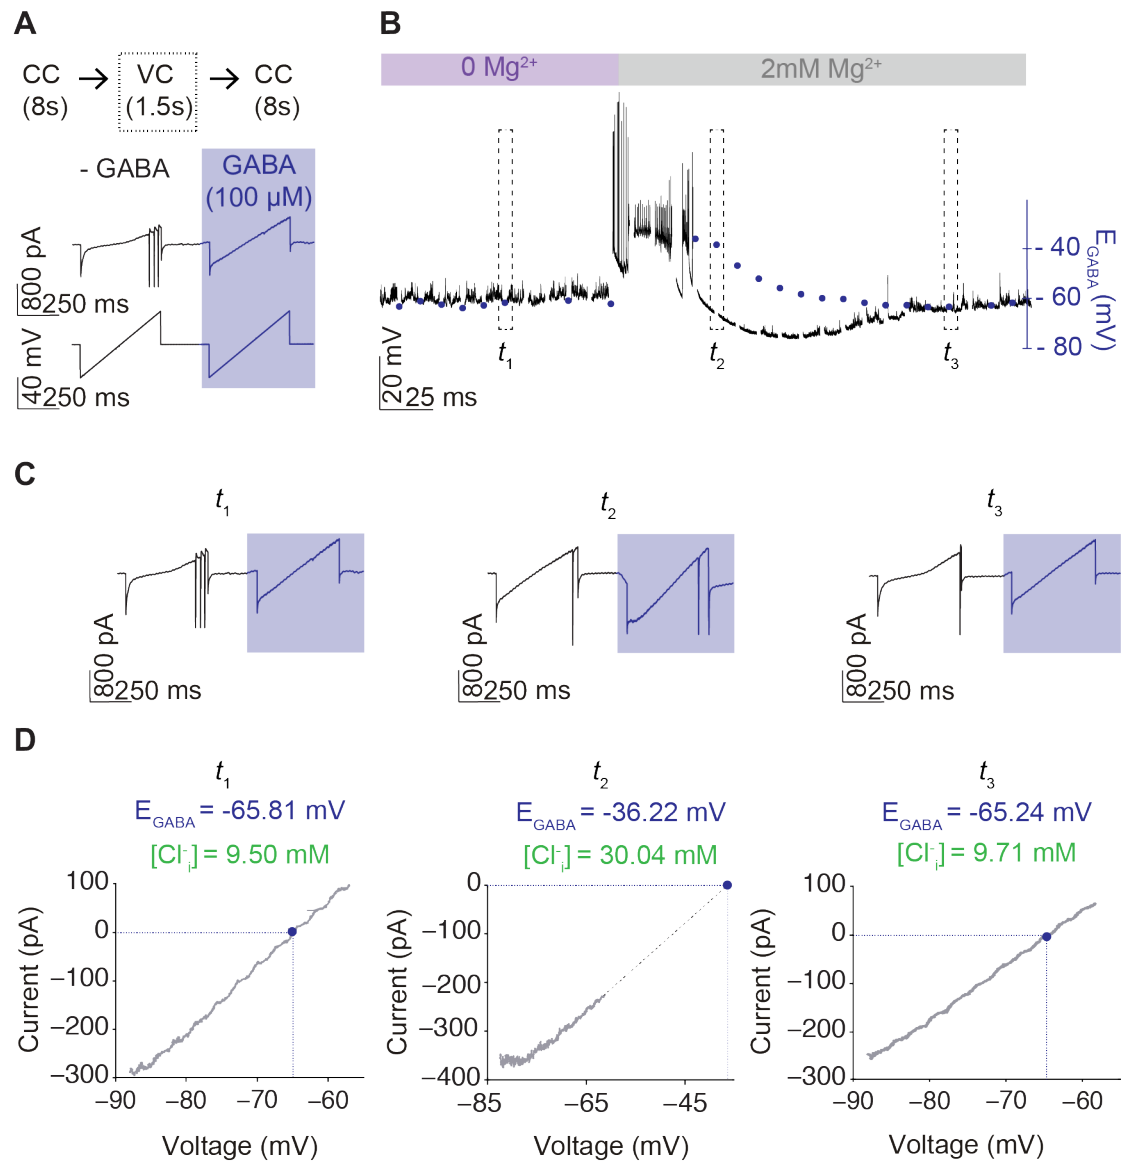 A
CC → VC → CC
(8s) (1.5s) (8s)
- GABA
GABA
(100 µM)
800 pA
250 ms
40 mV
250 ms
B
0 Mg²⁺
2mM Mg²⁺
- 40
- 60
- 80
E_GABA (mV)
t₁
t₂
t₃
20 mV
25 ms
C
t₁
t₂
t₃
800 pA
250 ms
800 pA
250 ms
800 pA
250 ms
D
t₁
E_GABA = -65.81 mV
[Cl⁻ᵢ] = 9.50 mM
100
0
–100
–200
–300
Current (pA)
–90 –80 –70 –60
Voltage (mV)
t₂
E_GABA = -36.22 mV
[Cl⁻ᵢ] = 30.04 mM
0
–100
–200
–300
–400
Current (pA)
–85 –65 –45
Voltage (mV)
t₃
E_GABA = -65.24 mV
[Cl⁻ᵢ] = 9.71 mM
100
0
–100
–200
–300
Current (pA)
–90 –80 –70 –60
Voltage (mV)